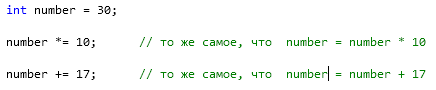 int number = 30;
number *= 10; // то же самое, что number = number * 10
number += 17; // то же самое, что number = number + 17